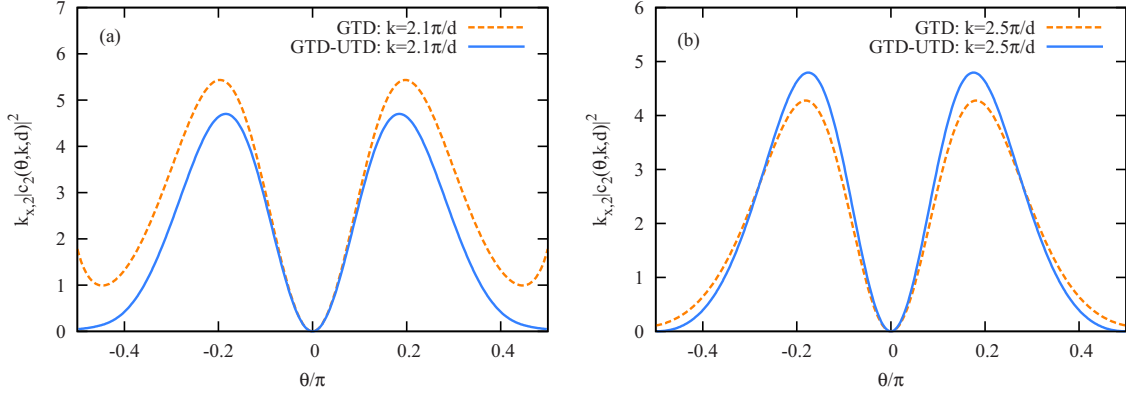 (a)
GTD: k=2.1π/d
GTD-UTD: k=2.1π/d
k_{x,2}|c_2(θ,k,d)|^2
7
6
5
4
3
2
1
0
-0.4 -0.2 0 0.2 0.4
θ/π
(b)
GTD: k=2.5π/d
GTD-UTD: k=2.5π/d
k_{x,2}|c_2(θ,k,d)|^2
6
5
4
3
2
1
0
-0.4 -0.2 0 0.2 0.4
θ/π